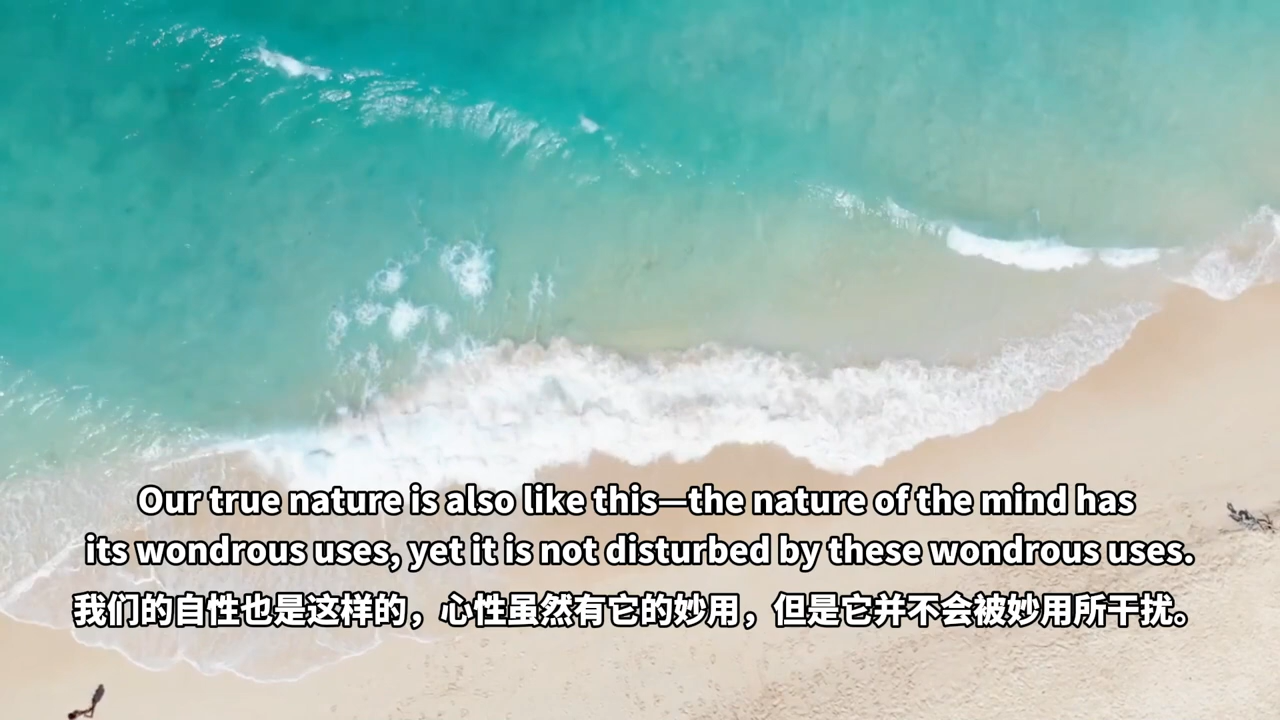 Our true nature is also like this—the nature of the mind has
its wondrous uses, yet it is not disturbed by these wondrous uses.
我们的自性也是这样的，心性虽然有它的妙用，但是它并不会被妙用所干扰。